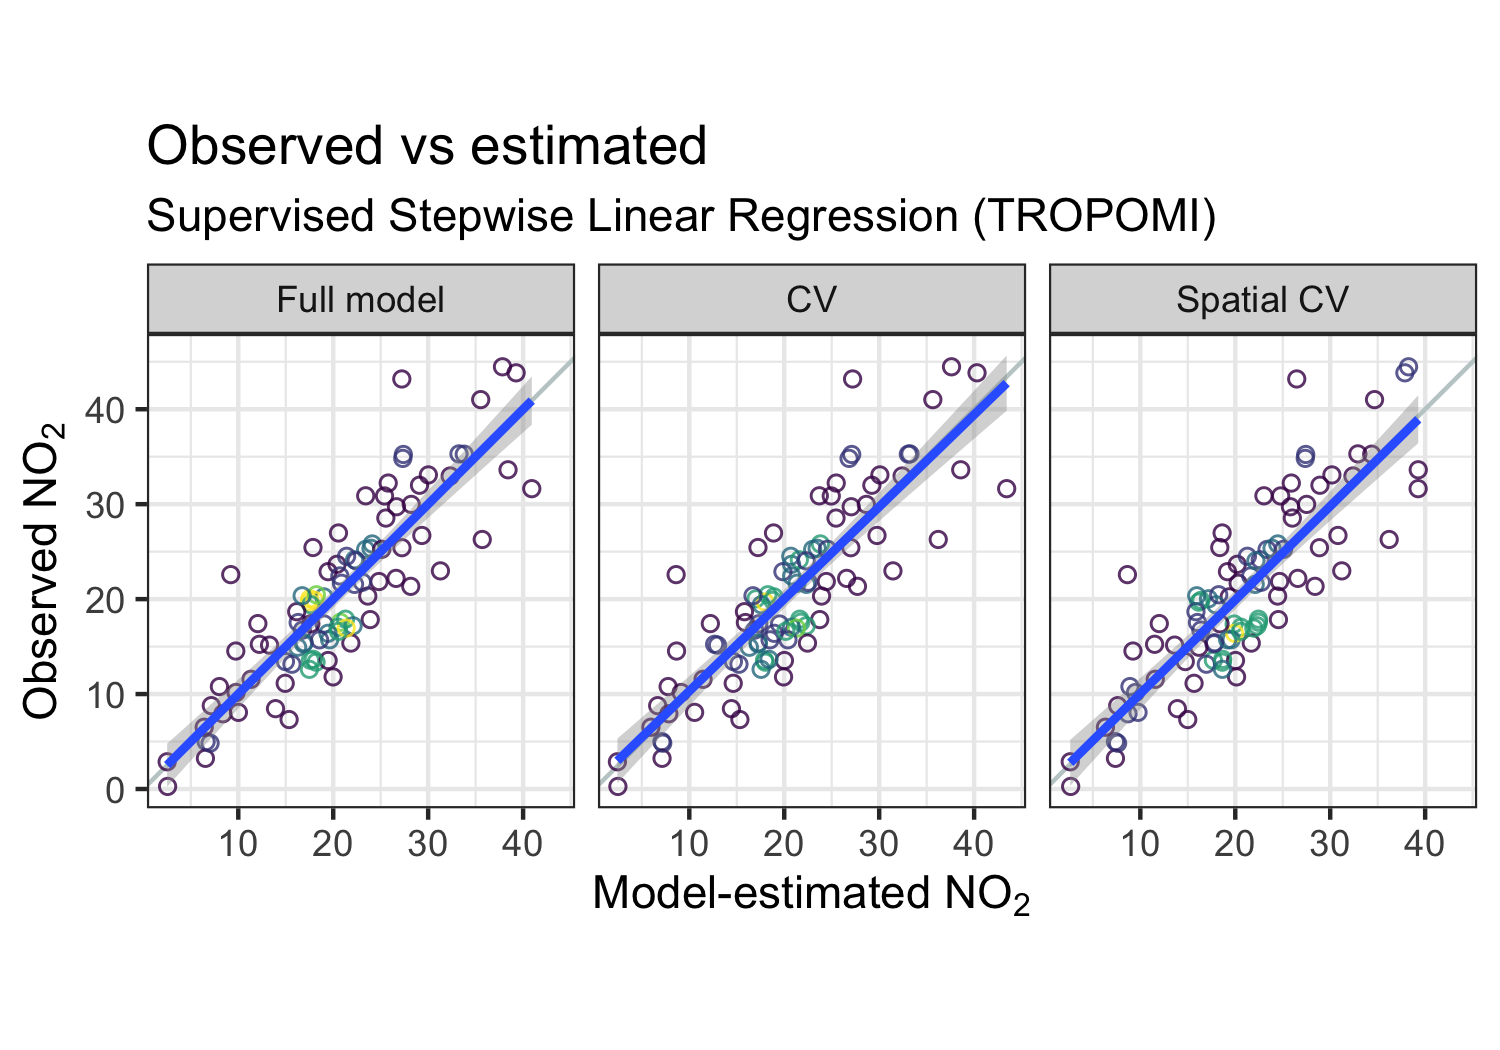 Observed vs estimated
Supervised Stepwise Linear Regression (TROPOMI)
Full model
CV
Spatial CV
Observed NO₂
40
30
20
10
0
10 20 30 40
10 20 30 40
10 20 30 40
Model-estimated NO₂